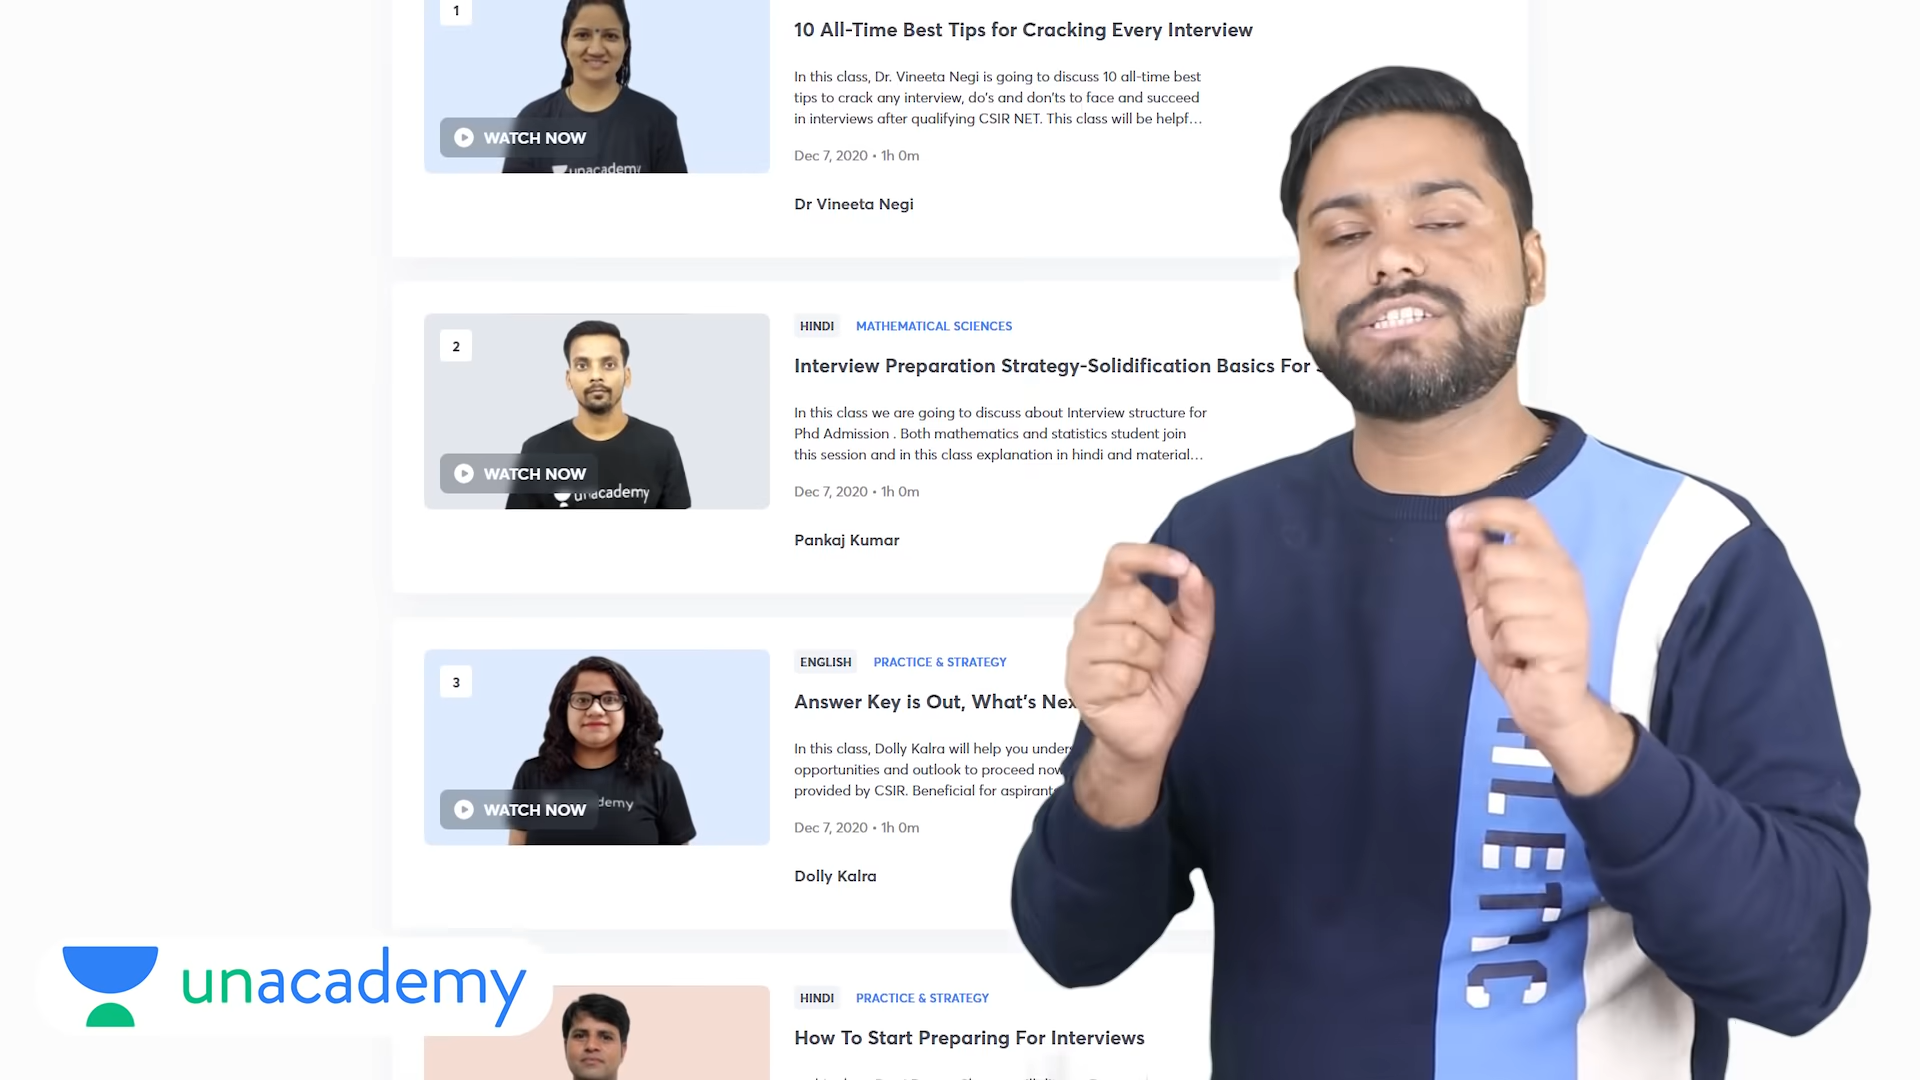 1
WATCH NOW
unacademy
10 All-Time Best Tips for Cracking Every Interview
In this class, Dr. Vineeta Negi is going to discuss 10 all-time best
tips to crack any interview, do's and don'ts to face and succeed
in interviews after qualifying CSIR NET. This class will be helpf...
Dec 7, 2020 • 1h 0m
Dr Vineeta Negi
2
WATCH NOW
unacademy
HINDI MATHEMATICAL SCIENCES
Interview Preparation Strategy-Solidification Basics For
In this class we are going to discuss about Interview structure for
Phd Admission . Both mathematics and statistics student join
this session and in this class explanation in hindi and material...
Dec 7, 2020 • 1h 0m
Pankaj Kumar
3
WATCH NOW
demy
ENGLISH PRACTICE & STRATEGY
Answer Key is Out, What's Nex
In this class, Dolly Kalra will help you unders
opportunities and outlook to proceed now
provided by CSIR. Beneficial for aspirants
Dec 7, 2020 • 1h 0m
Dolly Kalra
HINDI PRACTICE & STRATEGY
How To Start Preparing For Interviews
unacademy
HLETIC